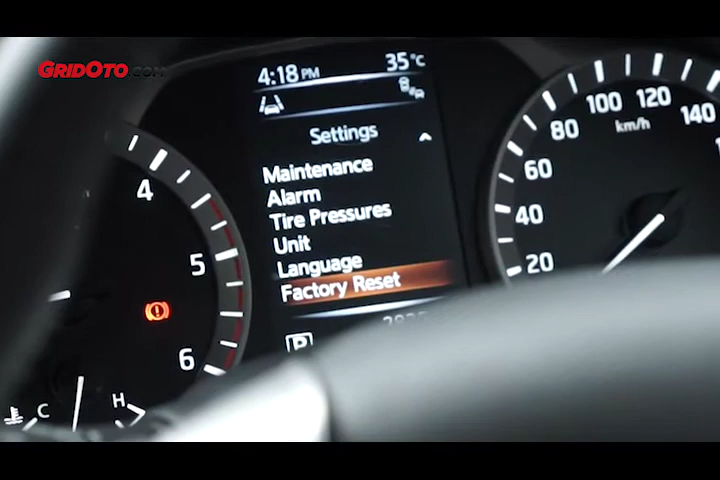 GRIDOTO.COM
4:18 PM 35°C
Settings
Maintenance
Alarm
Tire Pressures
Unit
Language
Factory Reset
P
4
5
6
C
H
20
40
60
80
100
120
140
km/h